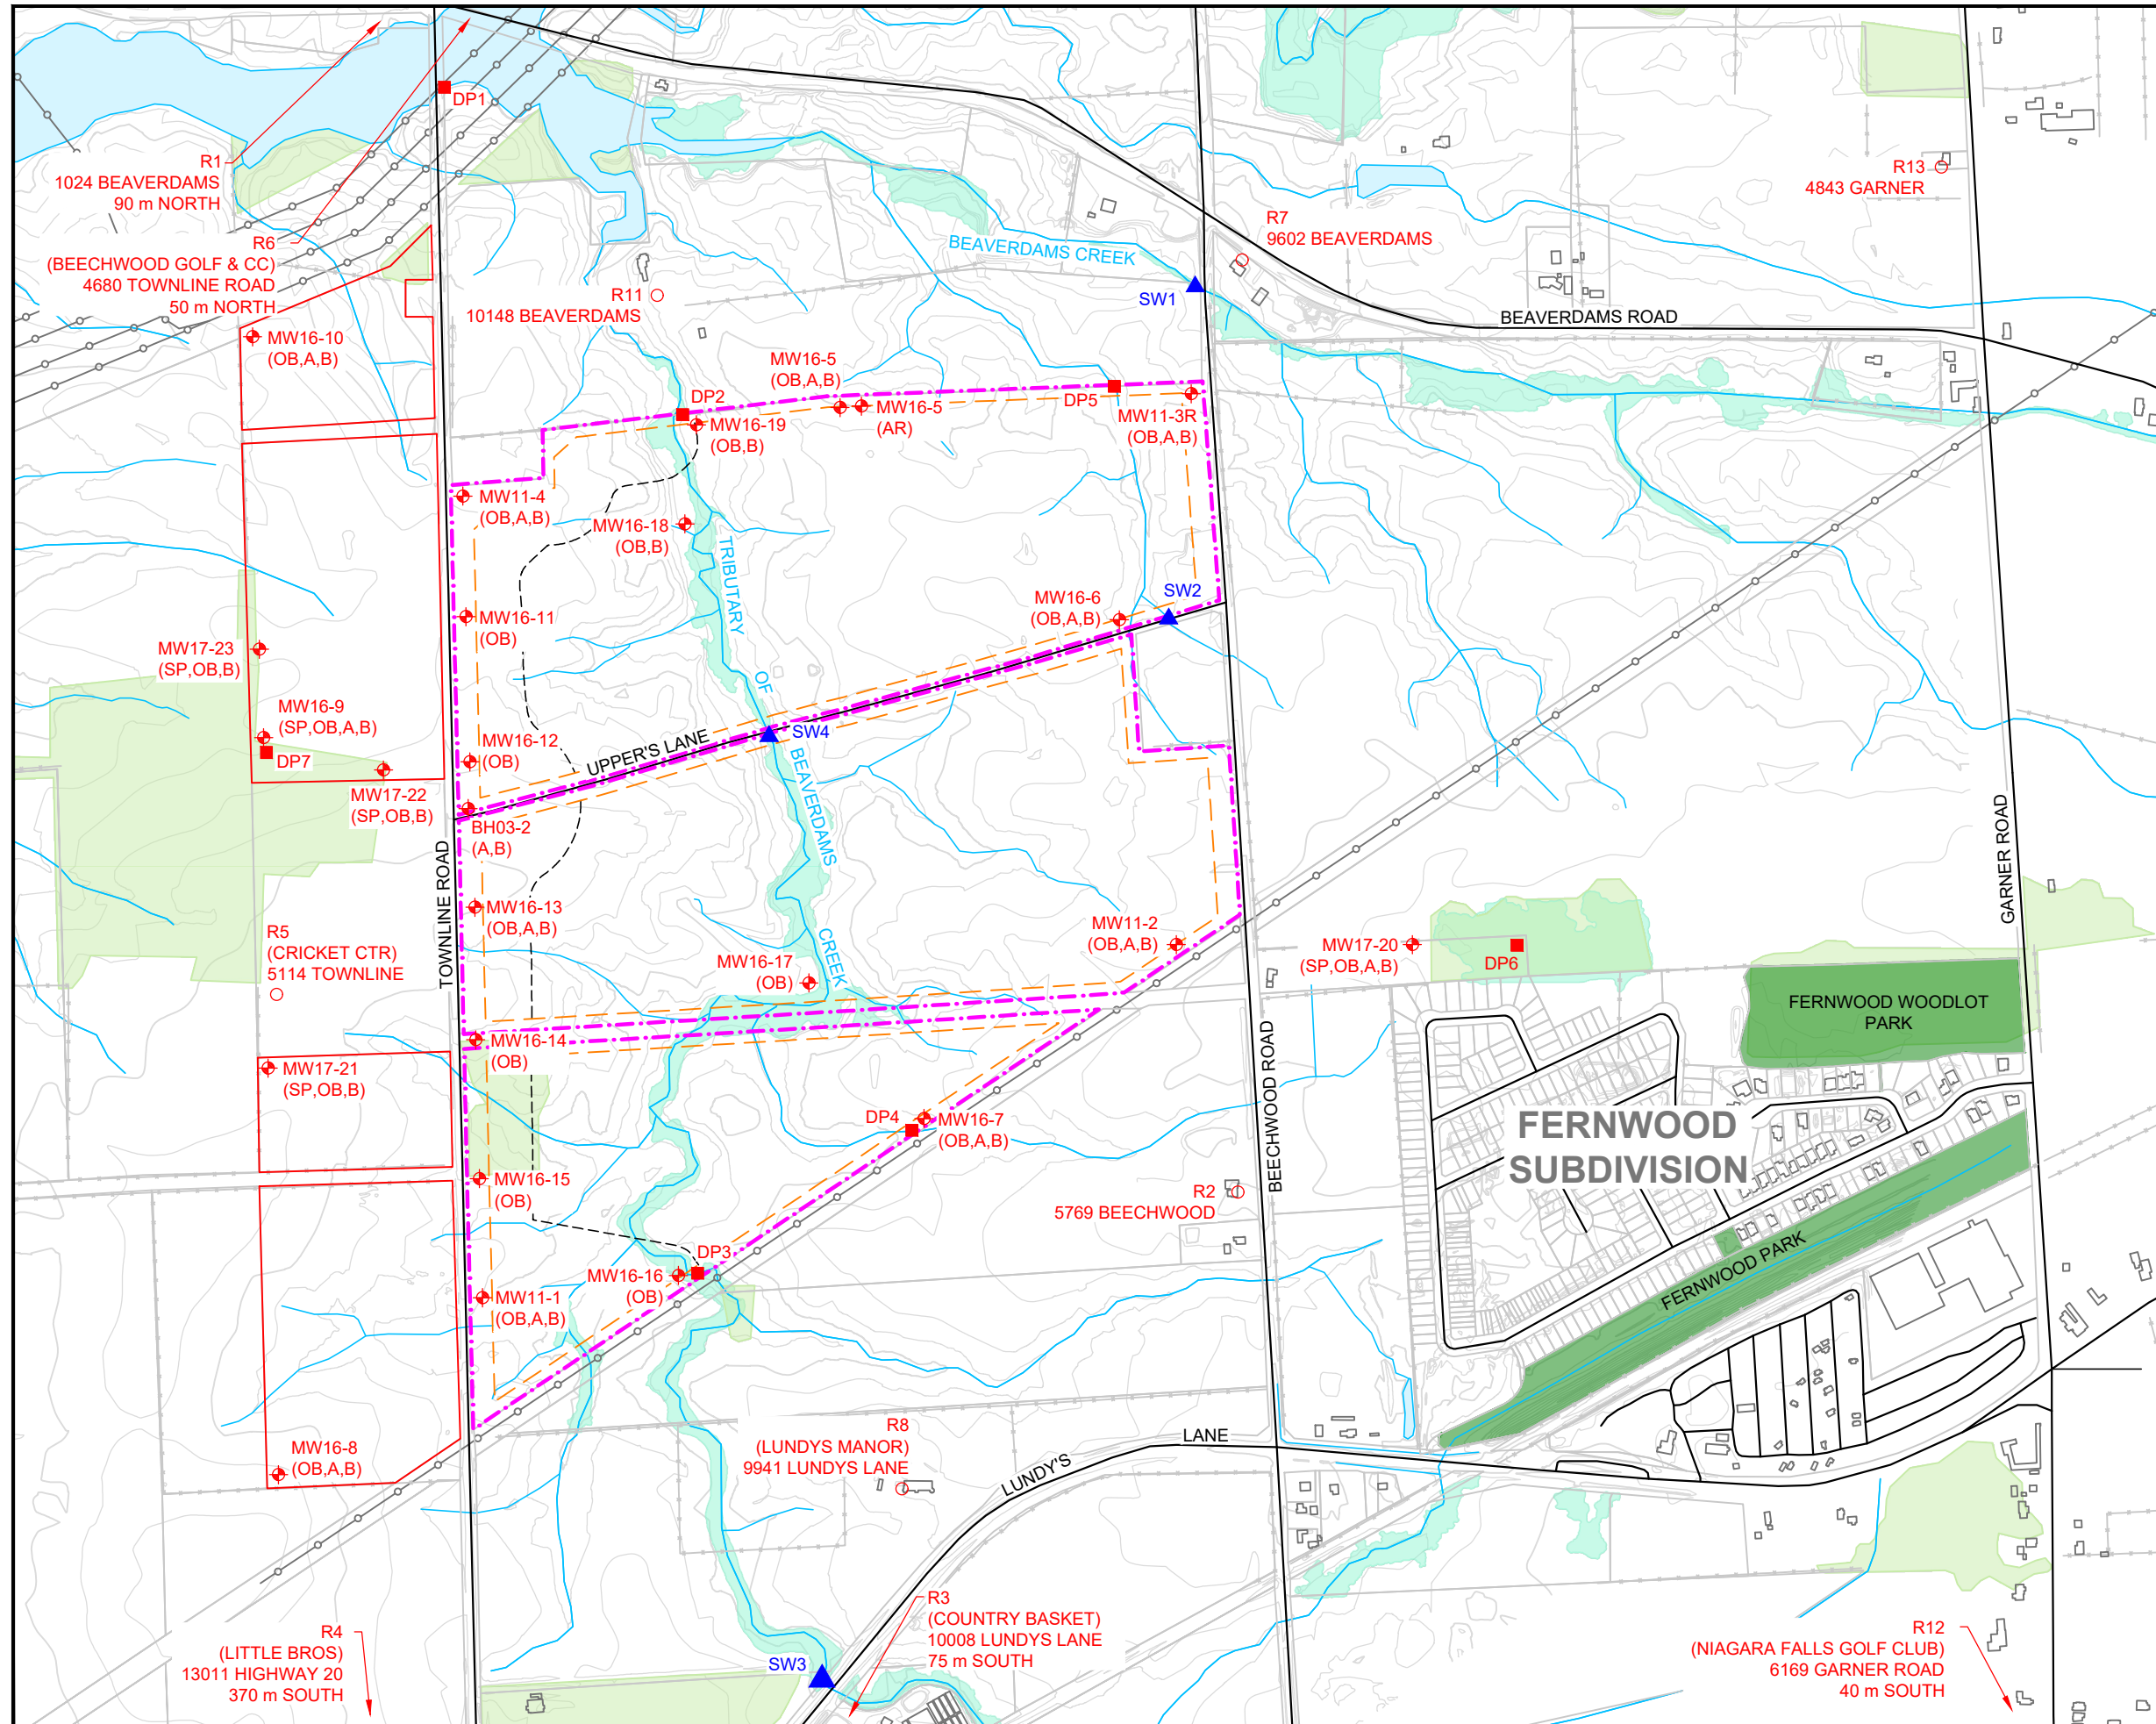 DP1
R1
1024 BEAVERDAMS
90 m NORTH
R6
(BEECHWOOD GOLF & CC)
4680 TOWNLINE ROAD
50 m NORTH
R13
4843 GARNER
R7
9602 BEAVERDAMS
BEAVERDAMS CREEK
SW1
R11
10148 BEAVERDAMS
BEAVERDAMS ROAD
MW16-10
(OB,A,B)
MW16-5
(OB,A,B)
DP2
MW16-5
(AR)
DP5
MW11-3R
(OB,A,B)
MW16-19
(OB,B)
MW11-4
(OB,A,B)
MW16-18
(OB,B)
TRIBUTARY
OF
BEAVERDAMS
CREEK
MW16-11
(OB)
MW16-6
(OB,A,B)
SW2
MW17-23
(SP,OB,B)
MW16-9
(SP,OB,A,B)
DP7
MW16-12
(OB)
UPPER'S LANE
SW4
MW17-22
(SP,OB,B)
BH03-2
(A,B)
TOWNLINE ROAD
GARNER ROAD
MW16-13
(OB,A,B)
R5
(CRICKET CTR)
5114 TOWNLINE
MW11-2
(OB,A,B)
MW16-17
(OB)
MW17-20
(SP,OB,A,B)
DP6
FERNWOOD WOODLOT
PARK
MW16-14
(OB)
BEECHWOOD ROAD
MW17-21
(SP,OB,B)
DP4
MW16-7
(OB,A,B)
FERNWOOD
SUBDIVISION
MW16-15
(OB)
R2
5769 BEECHWOOD
DP3
MW16-16
(OB)
FERNWOOD PARK
MW11-1
(OB,A,B)
MW16-8
(OB,A,B)
R8
(LUNDYS MANOR)
9941 LUNDYS LANE
LUNDY'S
LANE
R3
(COUNTRY BASKET)
10008 LUNDYS LANE
75 m SOUTH
R4
(LITTLE BROS)
13011 HIGHWAY 20
370 m SOUTH
SW3
R12
(NIAGARA FALLS GOLF CLUB)
6169 GARNER ROAD
40 m SOUTH